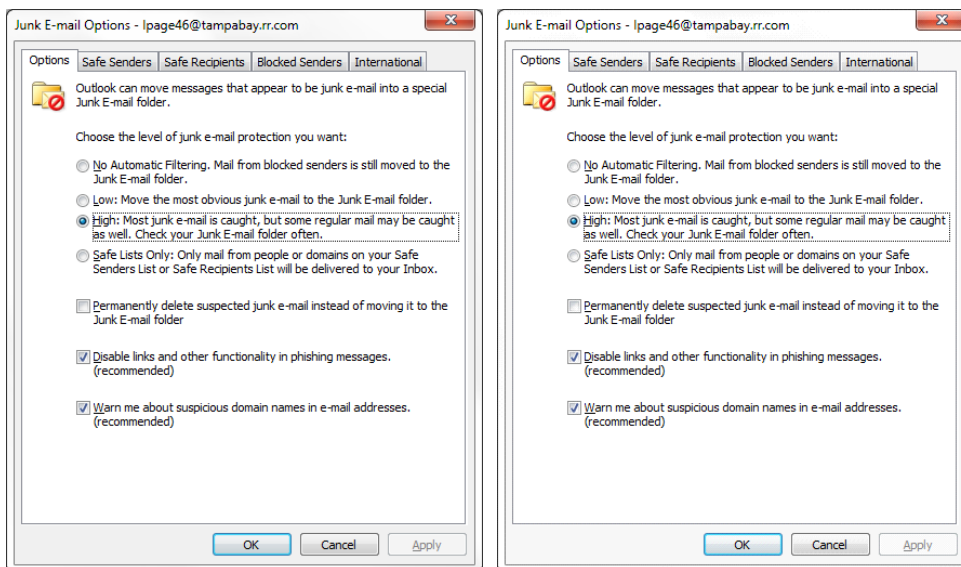 Junk E-mail Options - lpage46@tampabay.rr.com
Options Safe Senders Safe Recipients Blocked Senders International
Outlook can move messages that appear to be junk e-mail into a special
Junk E-mail folder.
Choose the level of junk e-mail protection you want:
No Automatic Filtering. Mail from blocked senders is still moved to the
Junk E-mail folder.
Low: Move the most obvious junk e-mail to the Junk E-mail folder.
High: Most junk e-mail is caught, but some regular mail may be caught
as well. Check your Junk E-mail folder often.
Safe Lists Only: Only mail from people or domains on your Safe
Senders List or Safe Recipients List will be delivered to your Inbox.
Permanently delete suspected junk e-mail instead of moving it to the
Junk E-mail folder
Disable links and other functionality in phishing messages.
(recommended)
Warn me about suspicious domain names in e-mail addresses.
(recommended)
OK Cancel Apply
Junk E-mail Options - lpage46@tampabay.rr.com
Options Safe Senders Safe Recipients Blocked Senders International
Outlook can move messages that appear to be junk e-mail into a special
Junk E-mail folder.
Choose the level of junk e-mail protection you want:
No Automatic Filtering. Mail from blocked senders is still moved to the
Junk E-mail folder.
Low: Move the most obvious junk e-mail to the Junk E-mail folder.
High: Most junk e-mail is caught, but some regular mail may be caught
as well. Check your Junk E-mail folder often.
Safe Lists Only: Only mail from people or domains on your Safe
Senders List or Safe Recipients List will be delivered to your Inbox.
Permanently delete suspected junk e-mail instead of moving it to the
Junk E-mail folder
Disable links and other functionality in phishing messages.
(recommended)
Warn me about suspicious domain names in e-mail addresses.
(recommended)
OK Cancel Apply